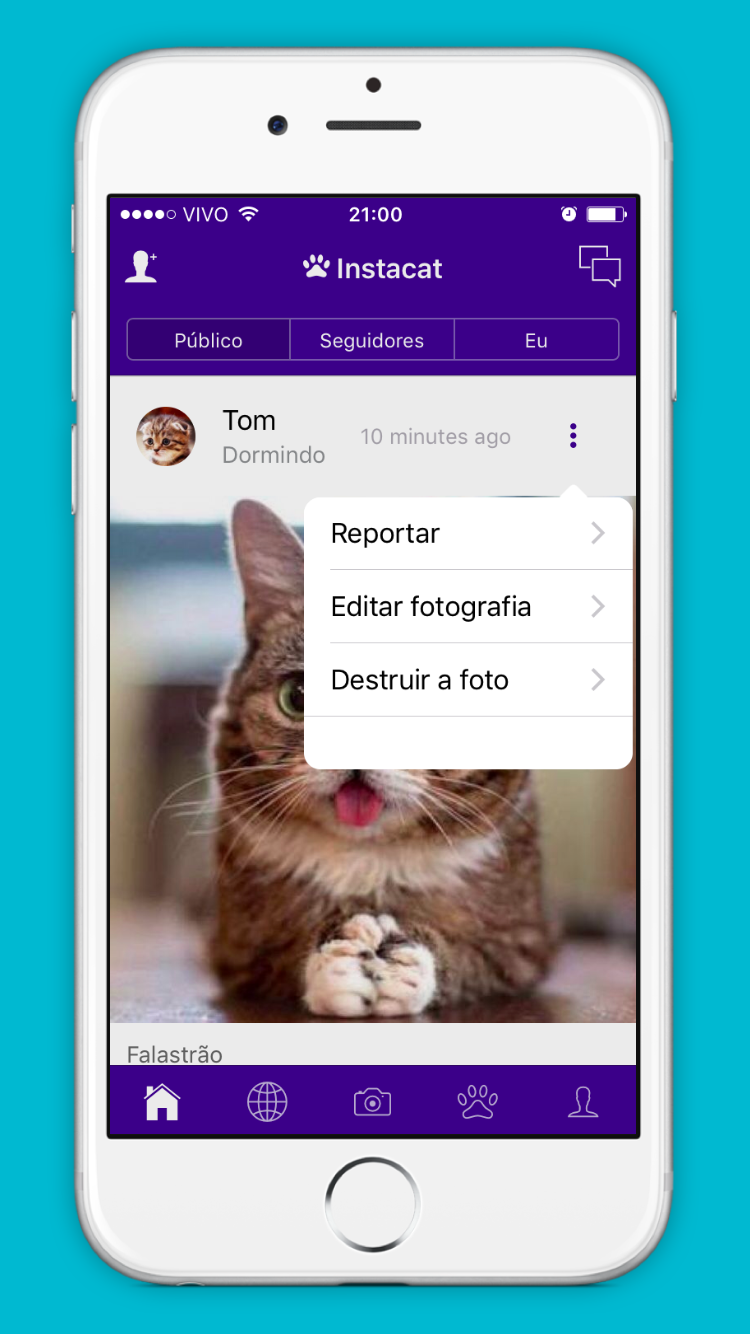 VIVO 21:00
Instacat
Público Seguidores Eu
Tom
10 minutes ago
Dormindo
Reportar
Editar fotografia
Destruir a foto
Falastrão